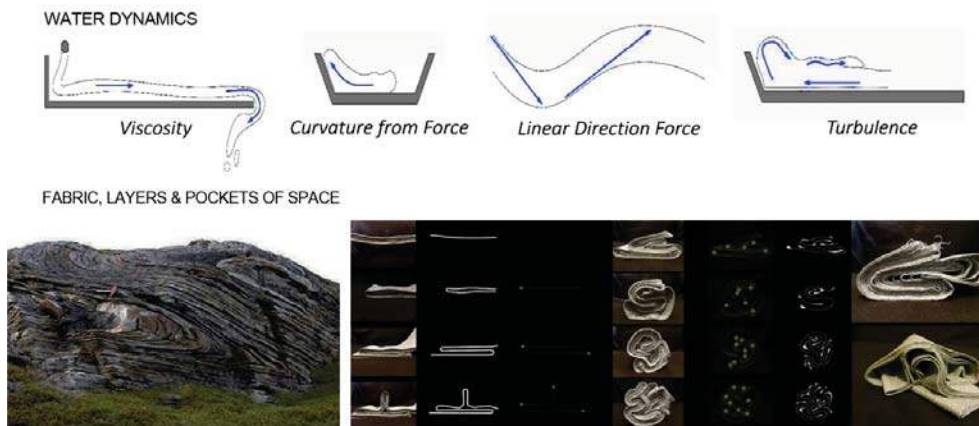 WATER DYNAMICS
Viscosity
Curvature from Force
Linear Direction Force
Turbulence
FABRIC, LAYERS & POCKETS OF SPACE